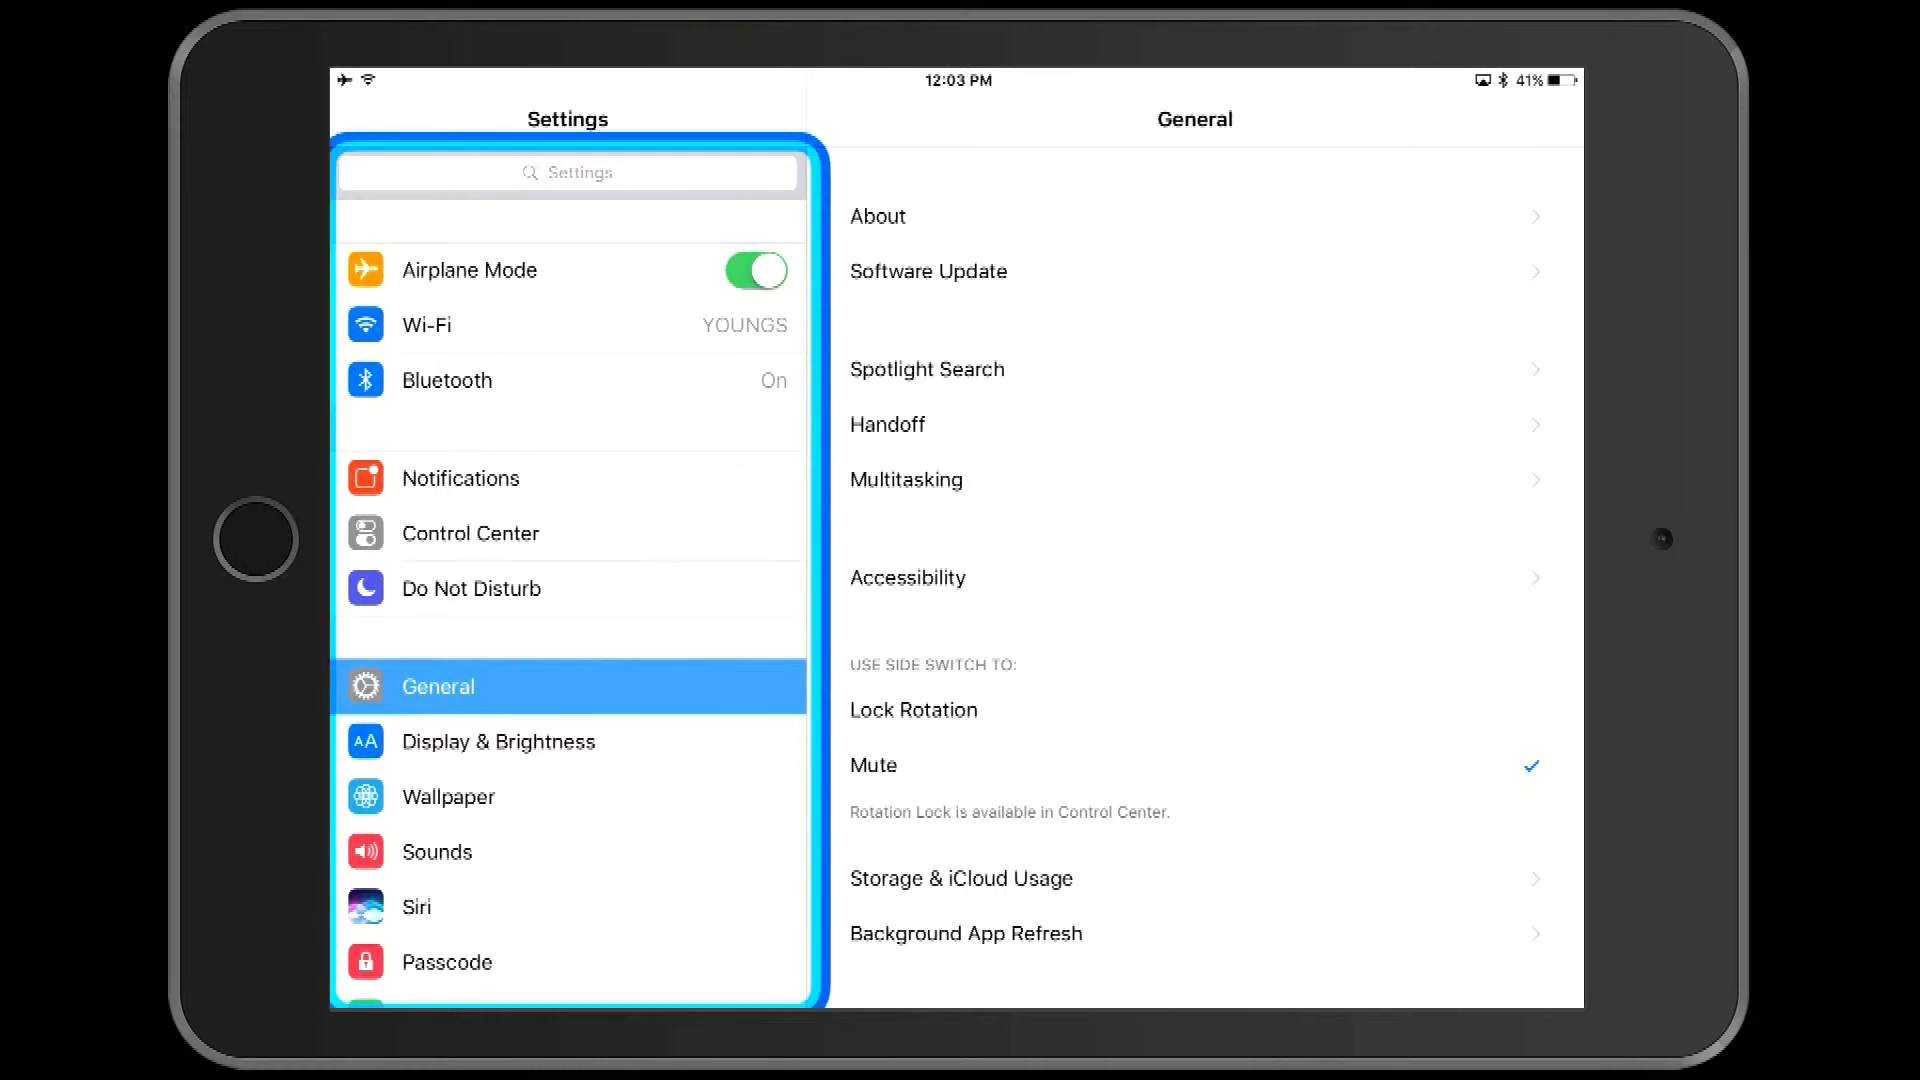 12:03 PM
41%
Settings
Settings
Airplane Mode
Wi-Fi YOUNGS
Bluetooth On
Notifications
Control Center
Do Not Disturb
General
AA Display & Brightness
Wallpaper
Sounds
Siri
Passcode
General
About
Software Update
Spotlight Search
Handoff
Multitasking
Accessibility
USE SIDE SWITCH TO:
Lock Rotation
Mute
Rotation Lock is available in Control Center.
Storage & iCloud Usage
Background App Refresh